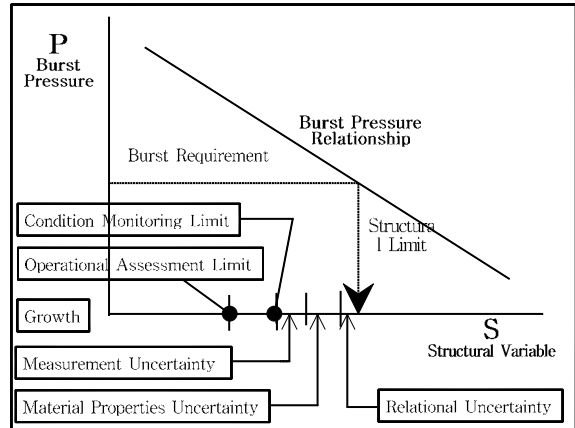 P
Burst
Pressure
Burst Pressure
Relationship
Burst Requirement
Condition Monitoring Limit
Structura
l Limit
Operational Assessment Limit
Growth
S
Structural Variable
Measurement Uncertainty
Material Properties Uncertainty
Relational Uncertainty